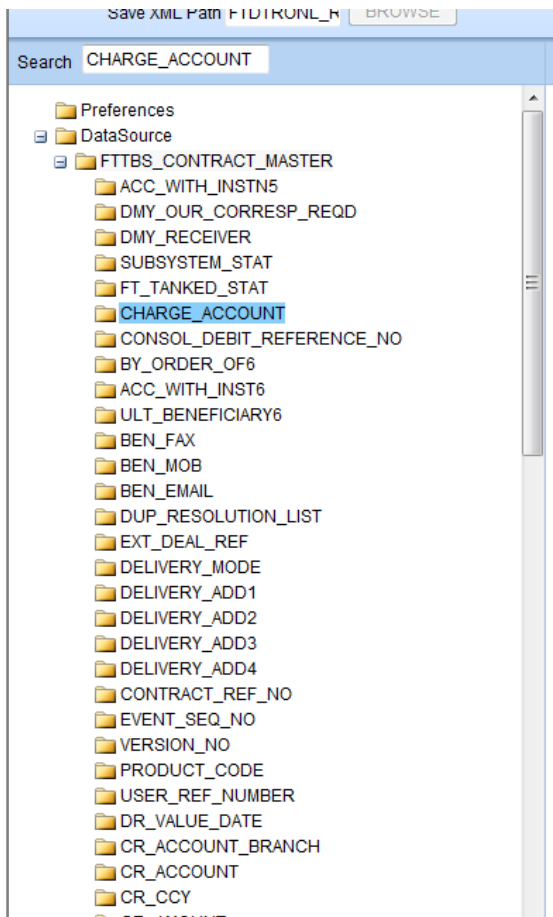 Save XML Path FTDTRONL_R BROWSE
Search CHARGE_ACCOUNT
Preferences
DataSource
FTTBS_CONTRACT_MASTER
ACC_WITH_INSTN5
DMY_OUR_CORRESP_REQD
DMY_RECEIVER
SUBSYSTEM_STAT
FT_TANKED_STAT
CHARGE_ACCOUNT
CONSOL_DEBIT_REFERENCE_NO
BY_ORDER_OF6
ACC_WITH_INST6
ULT_BENEFICIARY6
BEN_FAX
BEN_MOB
BEN_EMAIL
DUP_RESOLUTION_LIST
EXT_DEAL_REF
DELIVERY_MODE
DELIVERY_ADD1
DELIVERY_ADD2
DELIVERY_ADD3
DELIVERY_ADD4
CONTRACT_REF_NO
EVENT_SEQ_NO
VERSION_NO
PRODUCT_CODE
USER_REF_NUMBER
DR_VALUE_DATE
CR_ACCOUNT_BRANCH
CR_ACCOUNT
CR_CCY